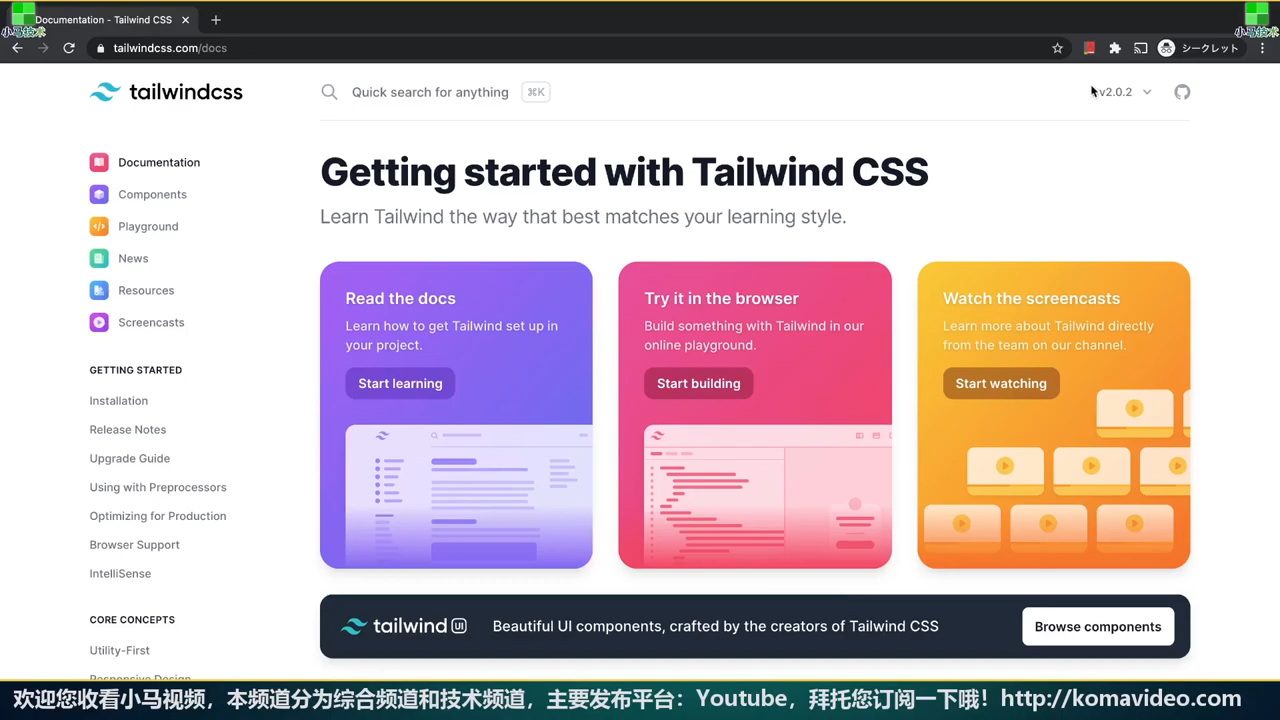 Documentation - Tailwind CSS
小马技术
小马技术
tailwindcss.com/docs
シークレット
tailwindcss
Quick search for anything
⌘K
v2.0.2
Documentation
Components
Playground
News
Resources
Screencasts
GETTING STARTED
Installation
Release Notes
Upgrade Guide
Using with Preprocessors
Optimizing for Production
Browser Support
IntelliSense
CORE CONCEPTS
Utility-First
Responsive Design
Getting started with Tailwind CSS
Learn Tailwind the way that best matches your learning style.
Read the docs
Learn how to get Tailwind set up in
your project.
Start learning
Try it in the browser
Build something with Tailwind in our
online playground.
Start building
Watch the screencasts
Learn more about Tailwind directly
from the team on our channel.
Start watching
tailwind UI
Beautiful UI components, crafted by the creators of Tailwind CSS
Browse components
欢迎您收看小马视频，本频道分为综合频道和技术频道，主要发布平台：Youtube，拜托您订阅一下哦！http://komavideo.com